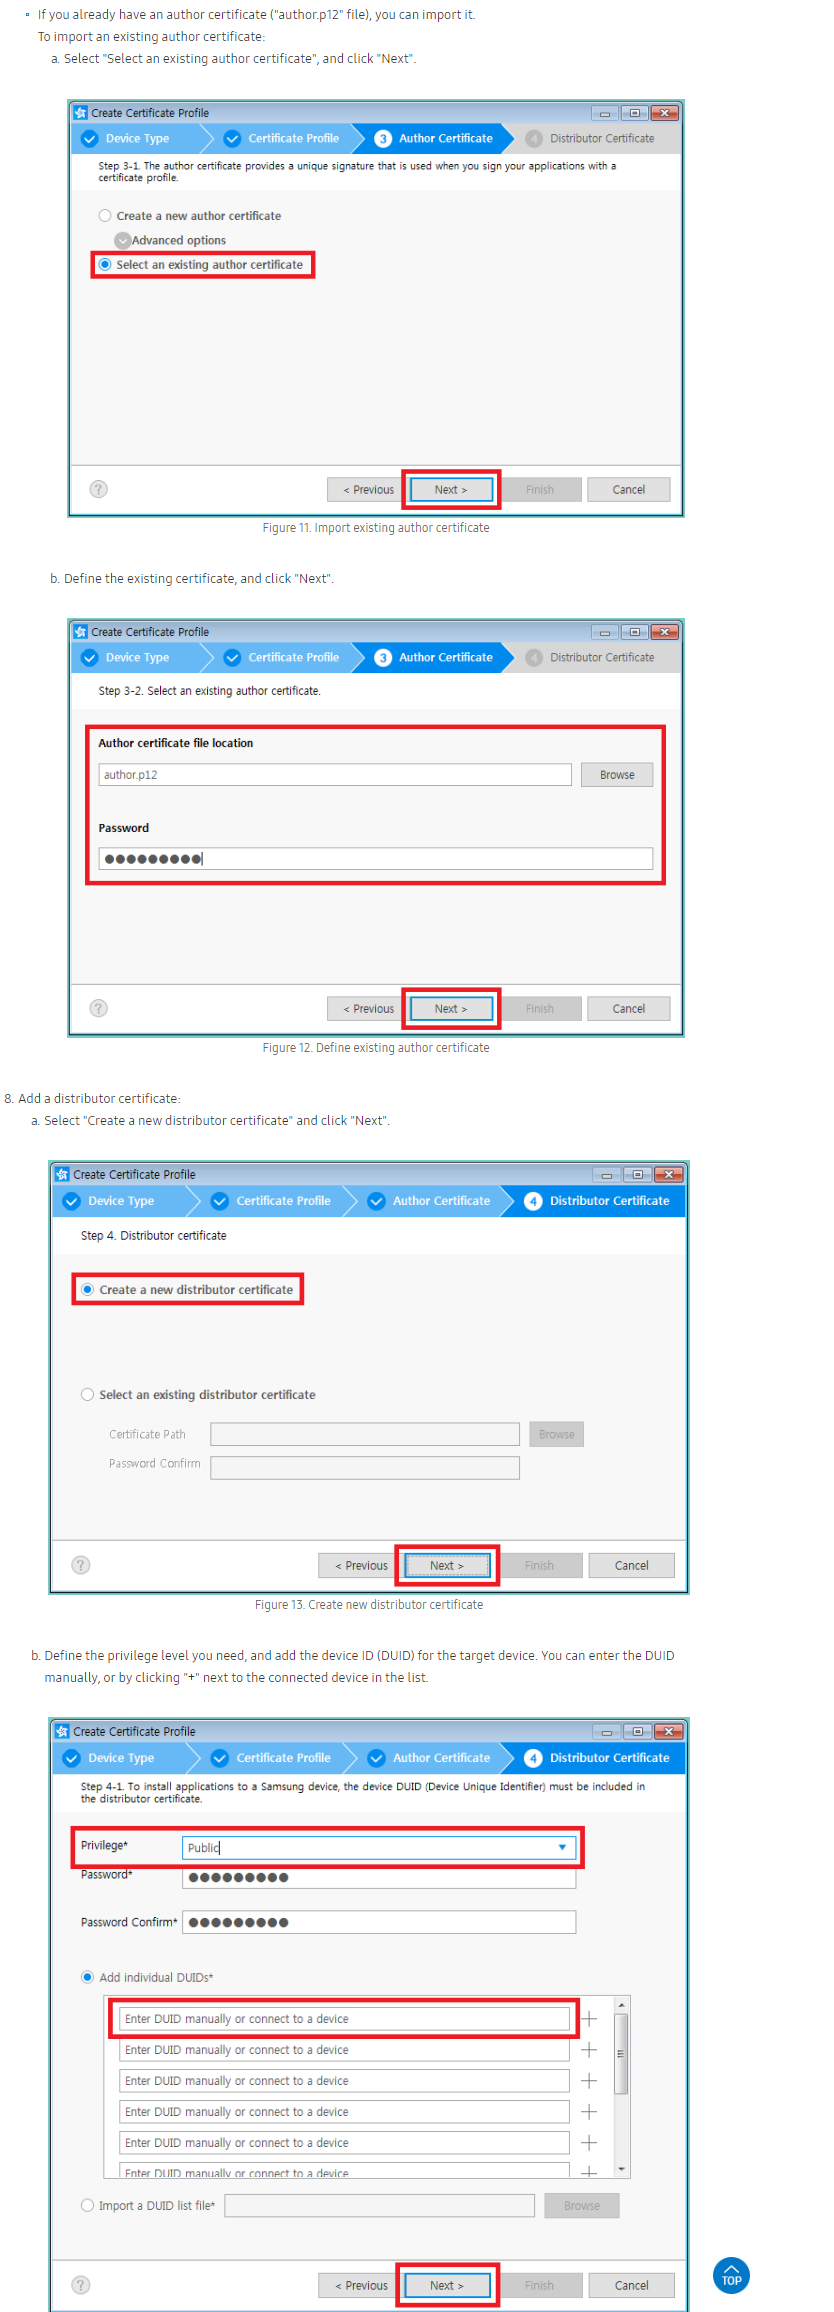 If you already have an author certificate ("author.p12" file), you can import it.
To import an existing author certificate:
a. Select "Select an existing author certificate", and click "Next".
Create Certificate Profile
Device Type
Certificate Profile
3 Author Certificate
4 Distributor Certificate
Step 3-1. The author certificate provides a unique signature that is used when you sign your applications with a
certificate profile.
Create a new author certificate
Advanced options
Select an existing author certificate
? < Previous Next > Finish Cancel
Figure 11. Import existing author certificate
b. Define the existing certificate, and click "Next".
Create Certificate Profile
Device Type
Certificate Profile
3 Author Certificate
4 Distributor Certificate
Step 3-2. Select an existing author certificate.
Author certificate file location
author.p12 Browse
Password
? < Previous Next > Finish Cancel
Figure 12. Define existing author certificate
8. Add a distributor certificate:
a. Select "Create a new distributor certificate" and click "Next".
Create Certificate Profile
Device Type
Certificate Profile
Author Certificate
4 Distributor Certificate
Step 4. Distributor certificate
Create a new distributor certificate
Select an existing distributor certificate
Certificate Path Browse
Password Confirm
? < Previous Next > Finish Cancel
Figure 13. Create new distributor certificate
b. Define the privilege level you need, and add the device ID (DUID) for the target device. You can enter the DUID
manually, or by clicking "+" next to the connected device in the list.
Create Certificate Profile
Device Type
Certificate Profile
Author Certificate
4 Distributor Certificate
Step 4-1. To install applications to a Samsung device, the device DUID (Device Unique Identifier) must be included in
the distributor certificate.
Privilege* Public
Password*
Password Confirm*
Add individual DUIDs*
Enter DUID manually or connect to a device
Enter DUID manually or connect to a device
Enter DUID manually or connect to a device
Enter DUID manually or connect to a device
Enter DUID manually or connect to a device
Enter DUID manually or connect to a device
Import a DUID list file* Browse
TOP
? < Previous Next > Finish Cancel